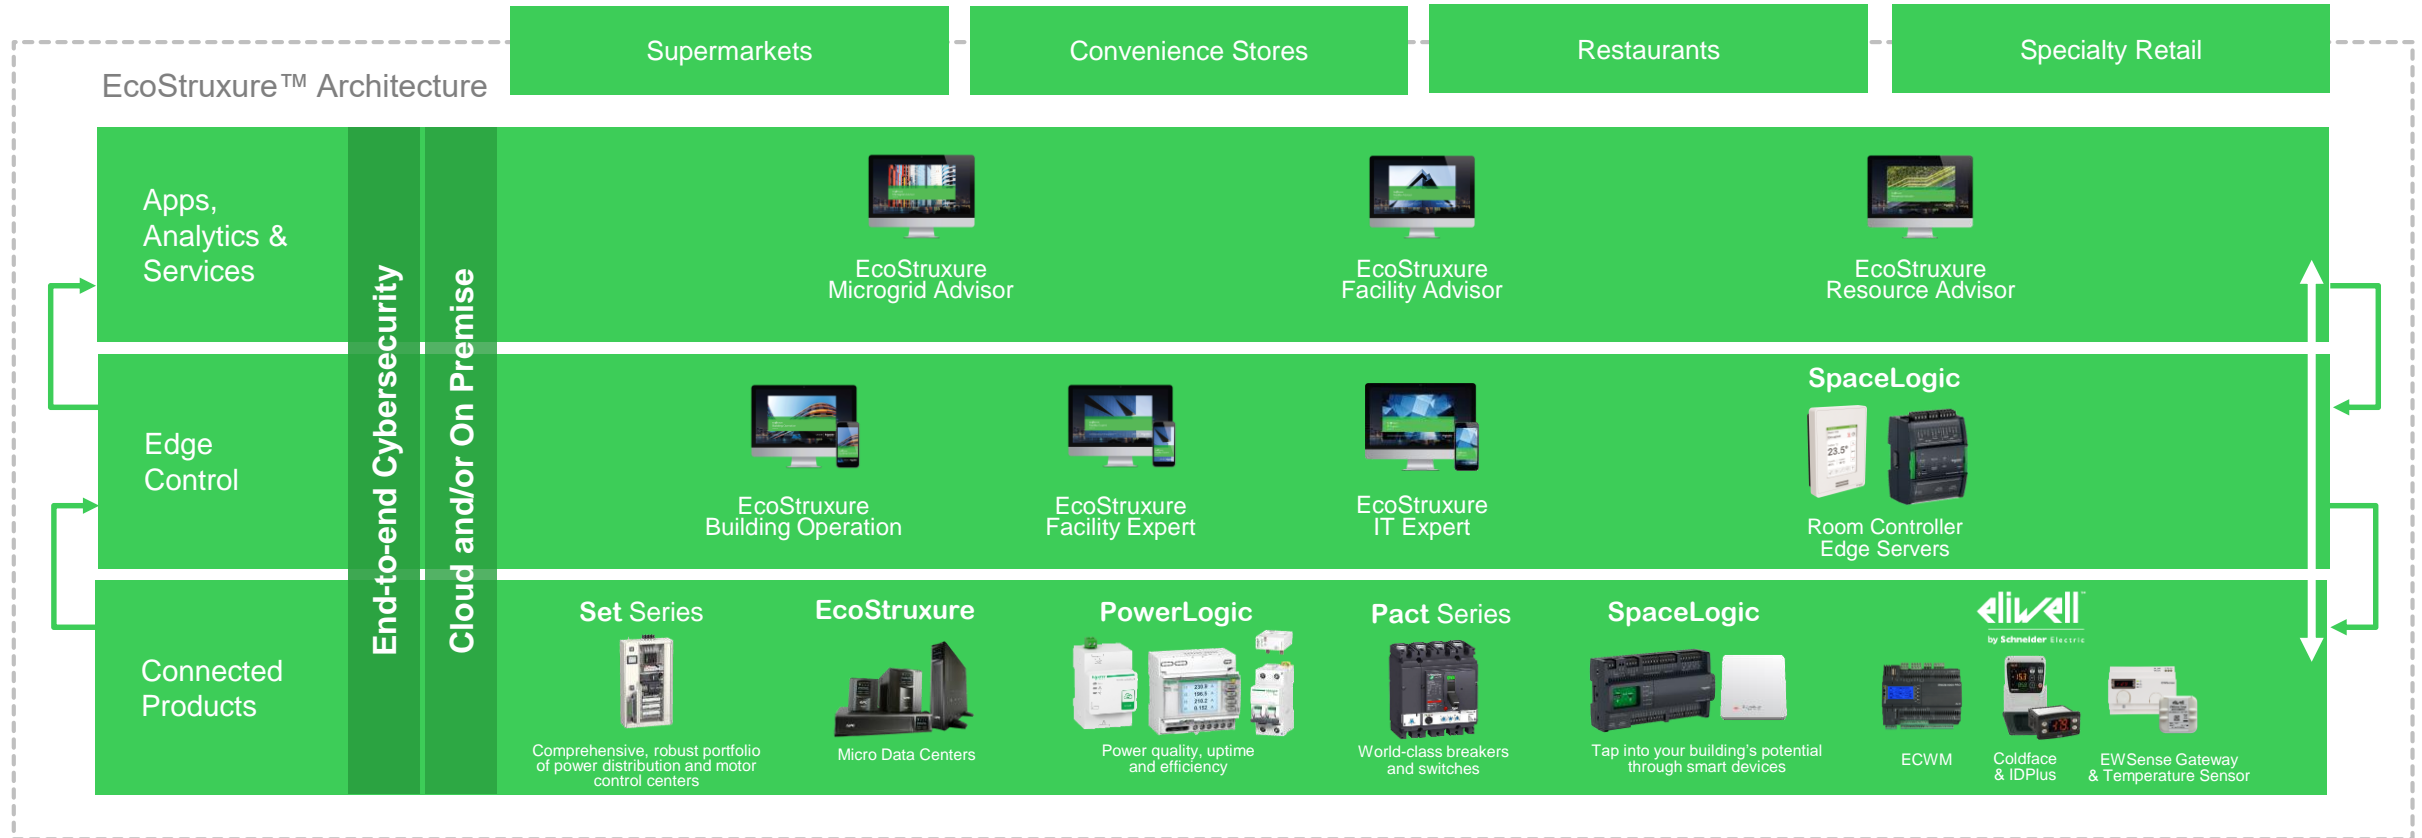 Supermarkets
Convenience Stores
Restaurants
Specialty Retail
EcoStruxure™ Architecture
Apps,
Analytics &
Services
End-to-end Cybersecurity
Cloud and/or On Premise
EcoStruxure
Microgrid Advisor
EcoStruxure
Facility Advisor
EcoStruxure
Resource Advisor
Edge
Control
EcoStruxure
Building Operation
EcoStruxure
Facility Expert
EcoStruxure
IT Expert
SpaceLogic
23.5°
Room Controller
Edge Servers
Connected
Products
Set Series
Comprehensive, robust portfolio
of power distribution and motor
control centers
EcoStruxure
Micro Data Centers
PowerLogic
Power quality, uptime
and efficiency
Pact Series
World-class breakers
and switches
SpaceLogic
Tap into your building's potential
through smart devices
eliwell
by Schneider Electric
ECWM
Coldface
& IDPlus
EWSense Gateway
& Temperature Sensor